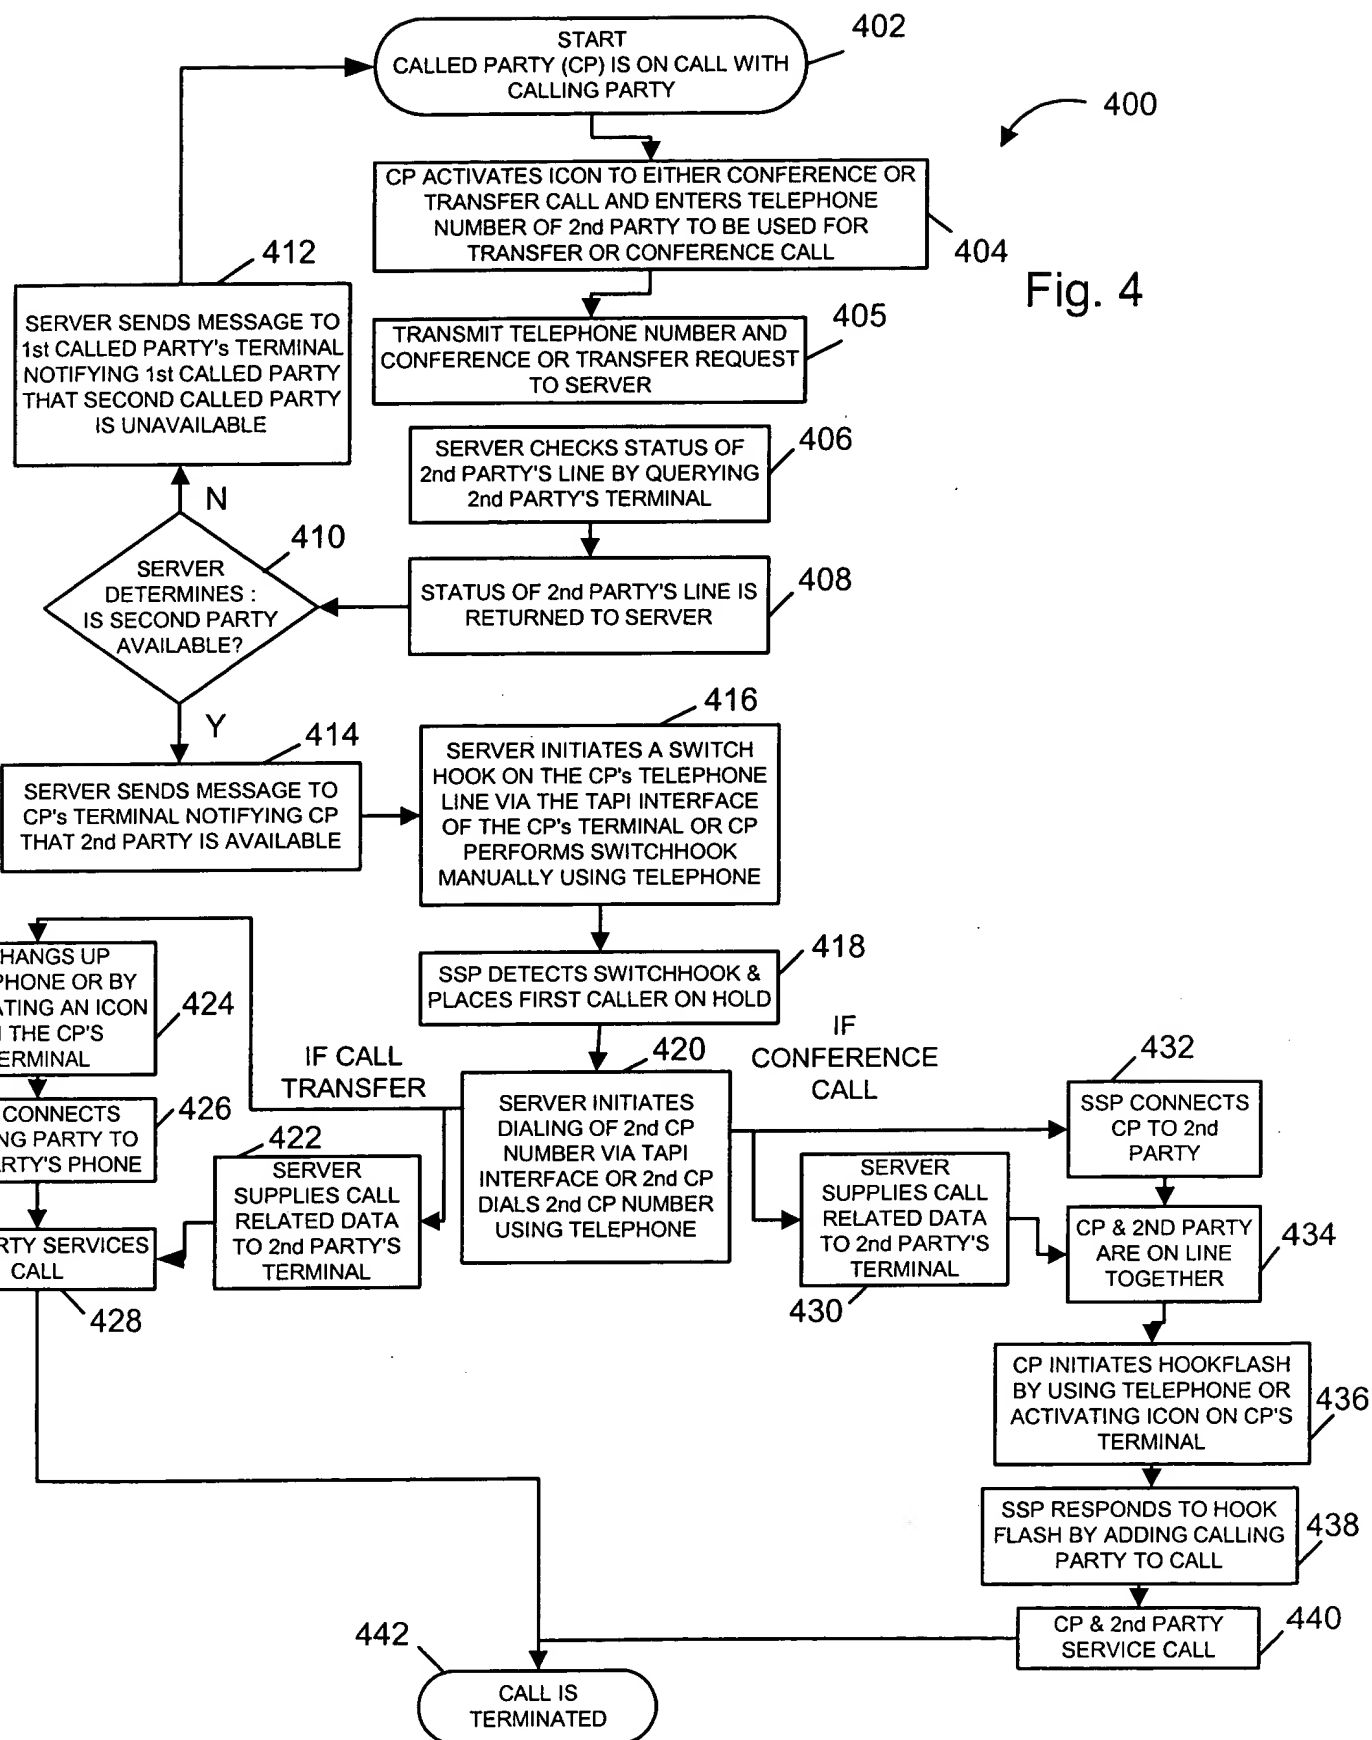 START
CALLED PARTY (CP) IS ON CALL WITH
CALLING PARTY
402
400
CP ACTIVATES ICON TO EITHER CONFERENCE OR
TRANSFER CALL AND ENTERS TELEPHONE
NUMBER OF 2nd PARTY TO BE USED FOR
TRANSFER OR CONFERENCE CALL
404
Fig. 4
412
SERVER SENDS MESSAGE TO
1st CALLED PARTY's TERMINAL
NOTIFYING 1st CALLED PARTY
THAT SECOND CALLED PARTY
IS UNAVAILABLE
TRANSMIT TELEPHONE NUMBER AND
CONFERENCE OR TRANSFER REQUEST
TO SERVER
405
SERVER CHECKS STATUS OF
2nd PARTY'S LINE BY QUERYING
2nd PARTY'S TERMINAL
406
N
410
SERVER
DETERMINES :
IS SECOND PARTY
AVAILABLE?
STATUS OF 2nd PARTY'S LINE IS
RETURNED TO SERVER
408
Y
414
SERVER SENDS MESSAGE TO
CP's TERMINAL NOTIFYING CP
THAT 2nd PARTY IS AVAILABLE
416
SERVER INITIATES A SWITCH
HOOK ON THE CP's TELEPHONE
LINE VIA THE TAPI INTERFACE
OF THE CP's TERMINAL OR CP
PERFORMS SWITCHHOOK
MANUALLY USING TELEPHONE
418
SSP DETECTS SWITCHHOOK &
PLACES FIRST CALLER ON HOLD
HANGS UP
PHONE OR BY
ATING AN ICON
THE CP'S
ERMINAL
424
IF CALL
TRANSFER
420
SERVER INITIATES
DIALING OF 2nd CP
NUMBER VIA TAPI
INTERFACE OR 2nd CP
DIALS 2nd CP NUMBER
USING TELEPHONE
IF
CONFERENCE
CALL
CONNECTS
NG PARTY TO
ARTY'S PHONE
426
422
SERVER
SUPPLIES CALL
RELATED DATA
TO 2nd PARTY'S
TERMINAL
RTY SERVICES
CALL
428
SERVER
SUPPLIES CALL
RELATED DATA
TO 2nd PARTY'S
TERMINAL
430
432
SSP CONNECTS
CP TO 2nd
PARTY
CP & 2ND PARTY
ARE ON LINE
TOGETHER
434
CP INITIATES HOOKFLASH
BY USING TELEPHONE OR
ACTIVATING ICON ON CP'S
TERMINAL
436
SSP RESPONDS TO HOOK
FLASH BY ADDING CALLING
PARTY TO CALL
438
CP & 2nd PARTY
SERVICE CALL
440
442
CALL IS
TERMINATED